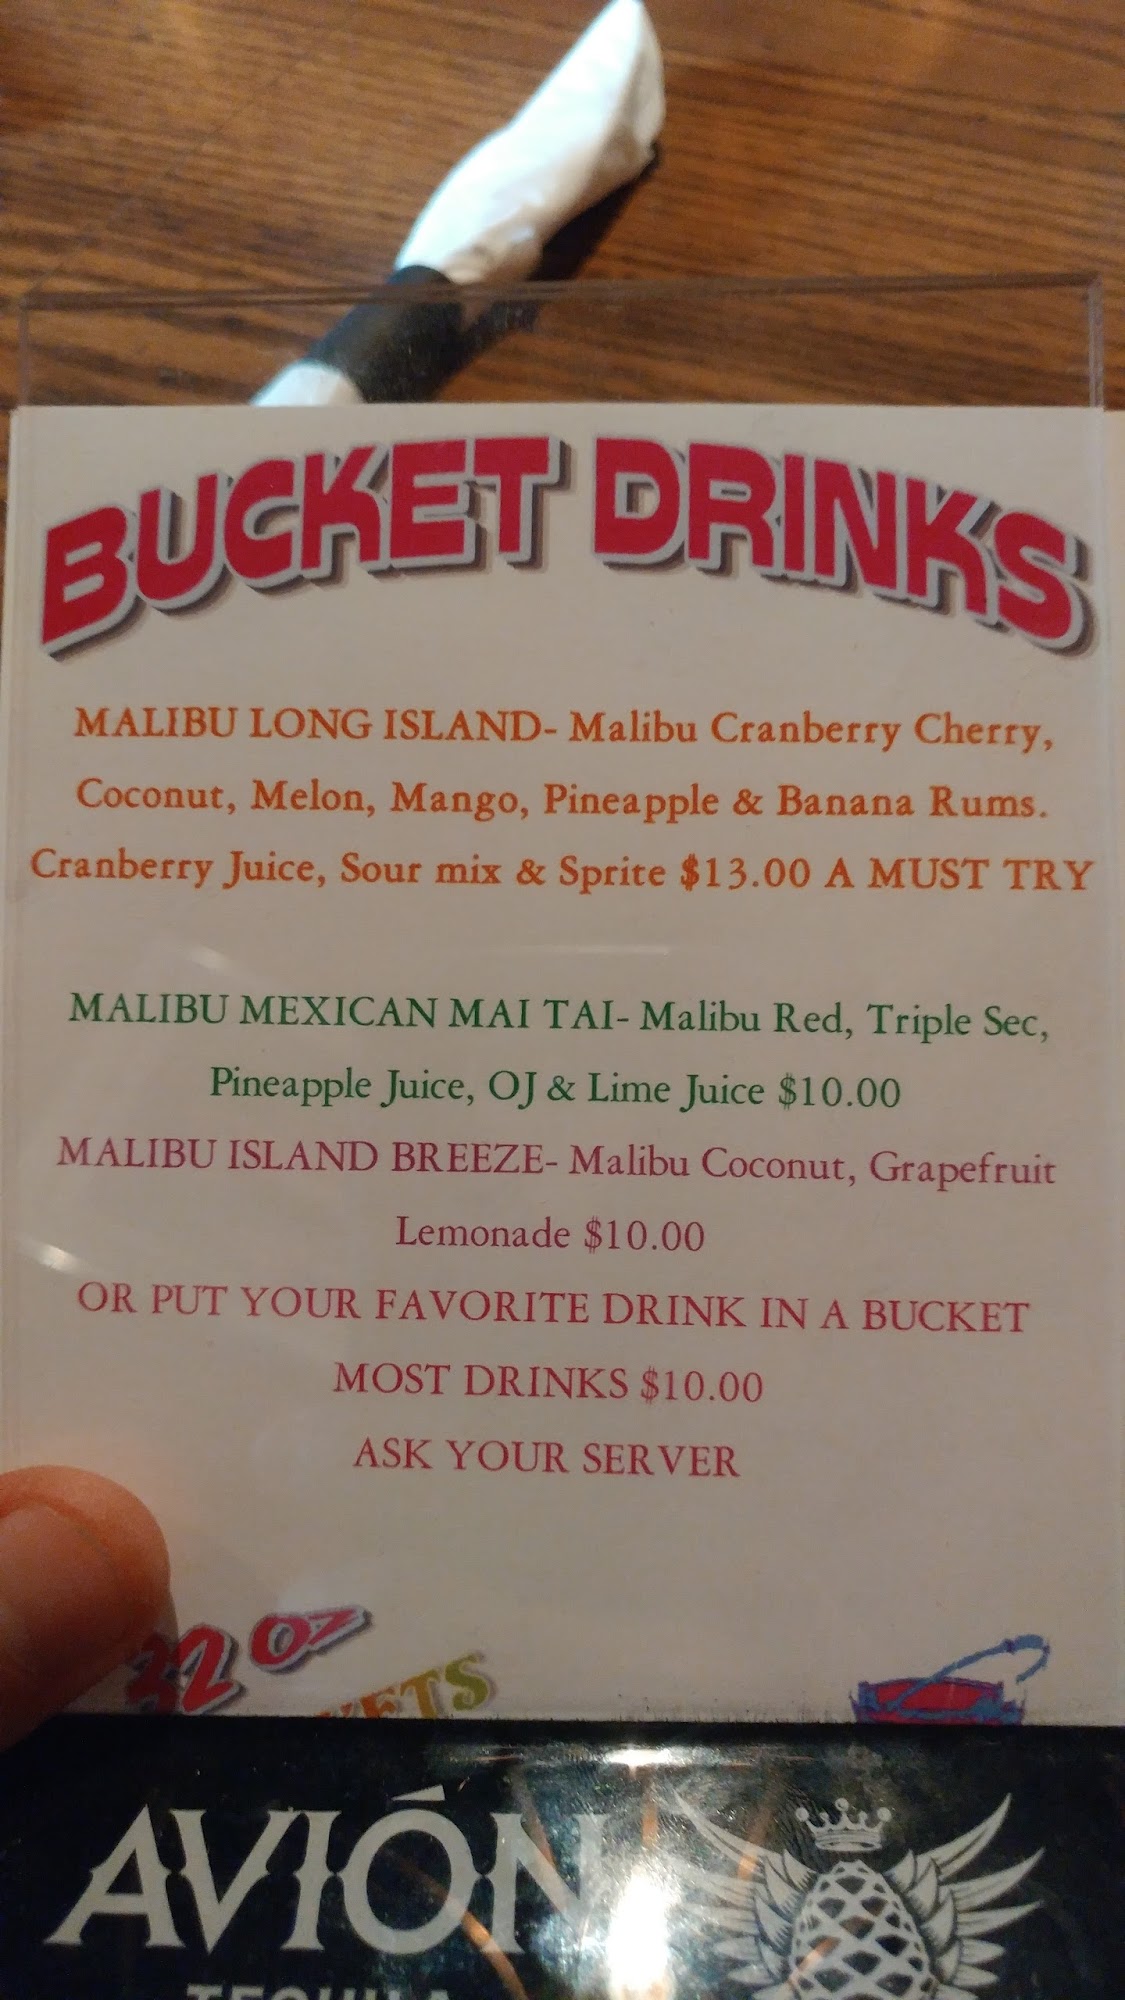 BUCKET DRINKS
MALIBU LONG ISLAND- Malibu Cranberry Cherry,
Coconut, Melon, Mango, Pineapple & Banana Rums.
Cranberry Juice, Sour mix & Sprite $13.00 A MUST TRY
MALIBU MEXICAN MAI TAI- Malibu Red, Triple Sec,
Pineapple Juice, OJ & Lime Juice $10.00
MALIBU ISLAND BREEZE- Malibu Coconut, Grapefruit
Lemonade $10.00
OR PUT YOUR FAVORITE DRINK IN A BUCKET
MOST DRINKS $10.00
ASK YOUR SERVER
32 OZ
AVIÓN
TEQUILA